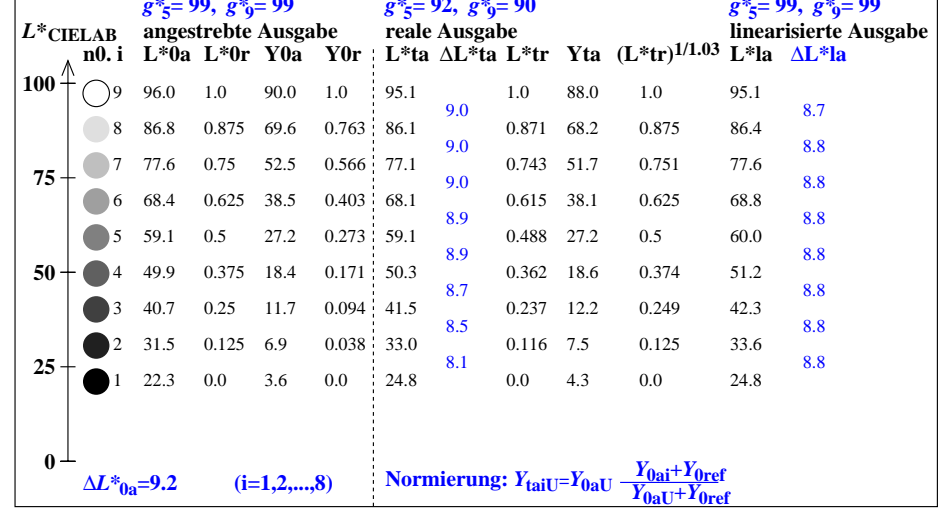 g*5= 99, g*9= 99 g*5= 92, g*9= 90 g*5= 99, g*9= 99
L*CIELAB angestrebte Ausgabe reale Ausgabe linearisierte Ausgabe
n0. i L*0a L*0r Y0a Y0r L*ta ΔL*ta L*tr Yta (L*tr)1/1.03 L*la ΔL*la
100 9 96.0 1.0 90.0 1.0 95.1 1.0 88.0 1.0 95.1
9.0 8.7
8 86.8 0.875 69.6 0.763 86.1 0.871 68.2 0.875 86.4
9.0 8.8
7 77.6 0.75 52.5 0.566 77.1 0.743 51.7 0.751 77.6
75 9.0 8.8
6 68.4 0.625 38.5 0.403 68.1 0.615 38.1 0.625 68.8
8.9 8.8
5 59.1 0.5 27.2 0.273 59.1 0.488 27.2 0.5 60.0
8.9 8.8
50 4 49.9 0.375 18.4 0.171 50.3 0.362 18.6 0.374 51.2
8.7 8.8
3 40.7 0.25 11.7 0.094 41.5 0.237 12.2 0.249 42.3
8.5 8.8
2 31.5 0.125 6.9 0.038 33.0 0.116 7.5 0.125 33.6
25 8.1 8.8
1 22.3 0.0 3.6 0.0 24.8 0.0 4.3 0.0 24.8
0
ΔL*0a=9.2 (i=1,2,...,8) Normierung: YtaiU=Y0aU Y0ai+Y0ref
Y0aU+Y0ref